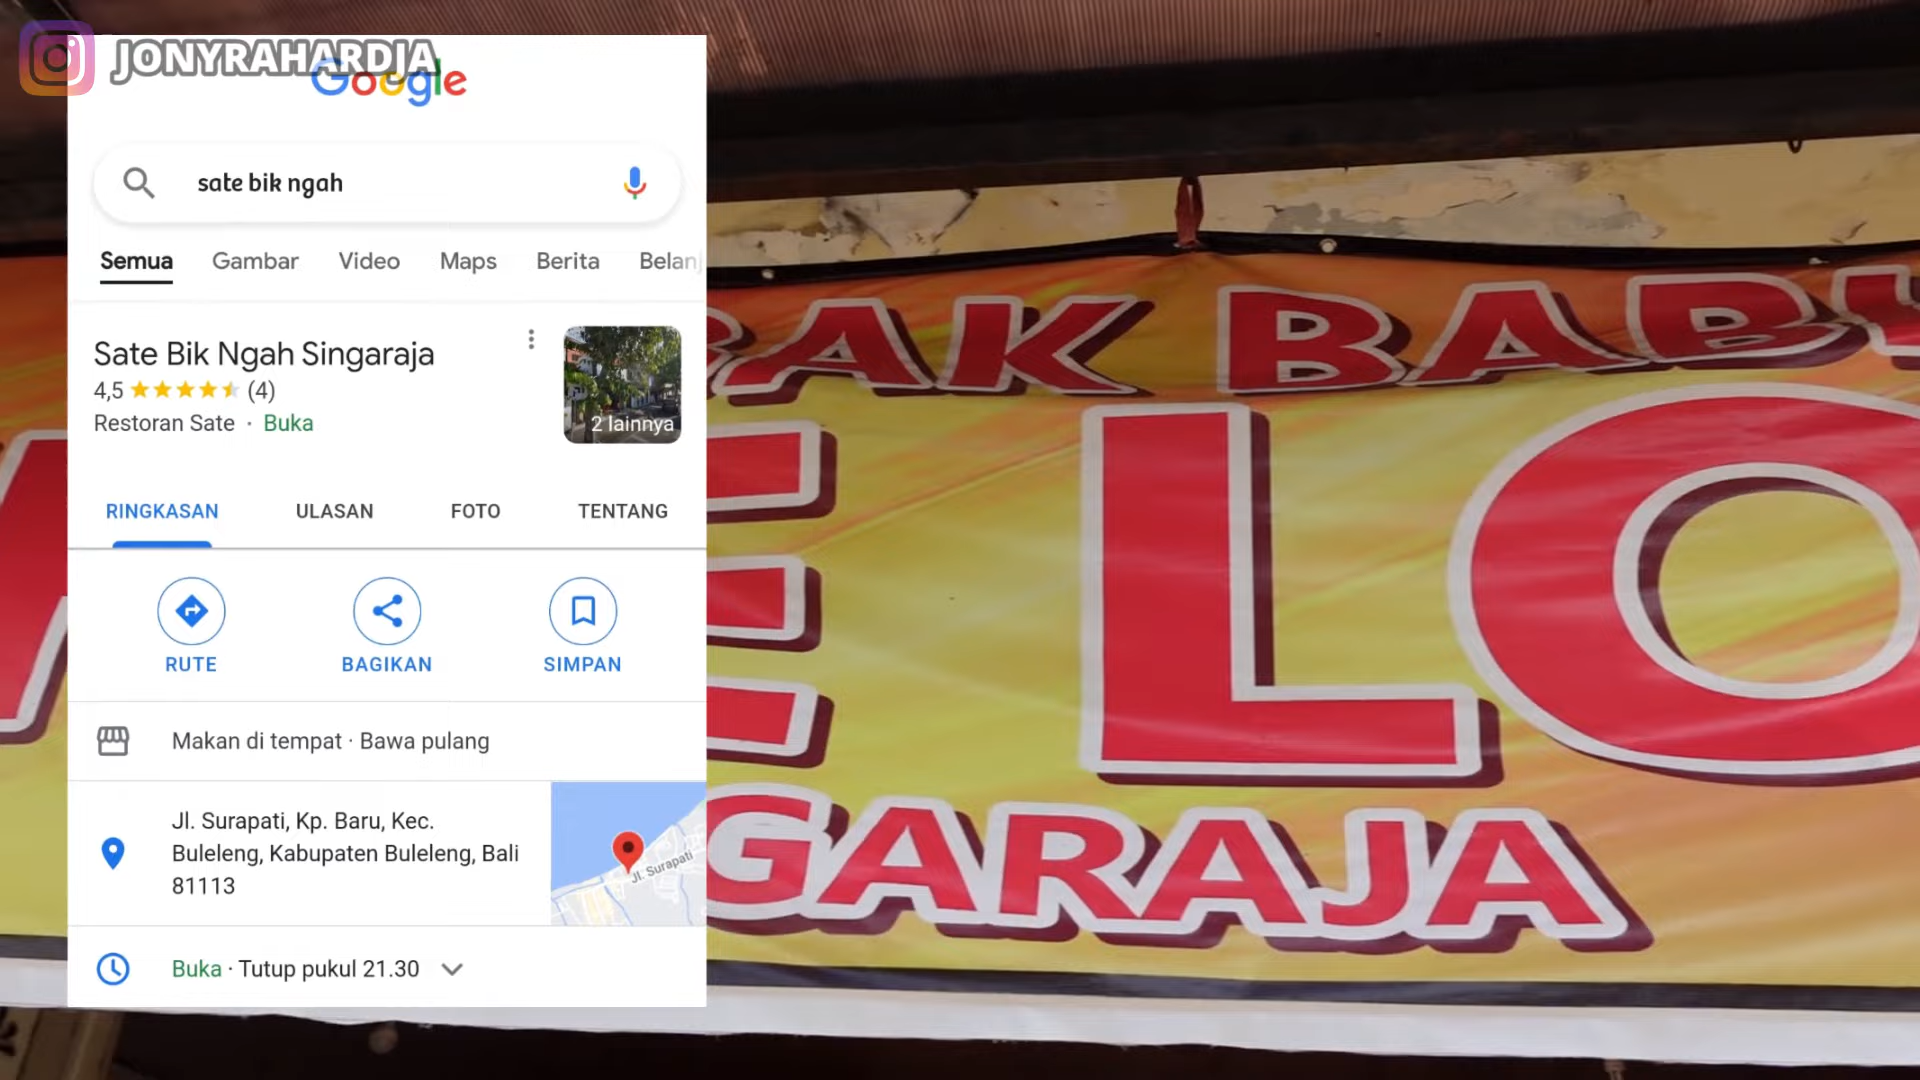 JONYRAHARDJA
Google
sate bik ngah
Semua Gambar Video Maps Berita
Sate Bik Ngah Singaraja
4,5 (4)
Restoran Sate · Buka
2 lainnya
RINGKASAN ULASAN FOTO TENTANG
RUTE BAGIKAN SIMPAN
Makan di tempat · Bawa pulang
Jl. Surapati, Kp. Baru, Kec.
Buleleng, Kabupaten Buleleng, Bali
81113
Jl. Surapati
Buka · Tutup pukul 21.30
AK BAB
E LO
GARAJA